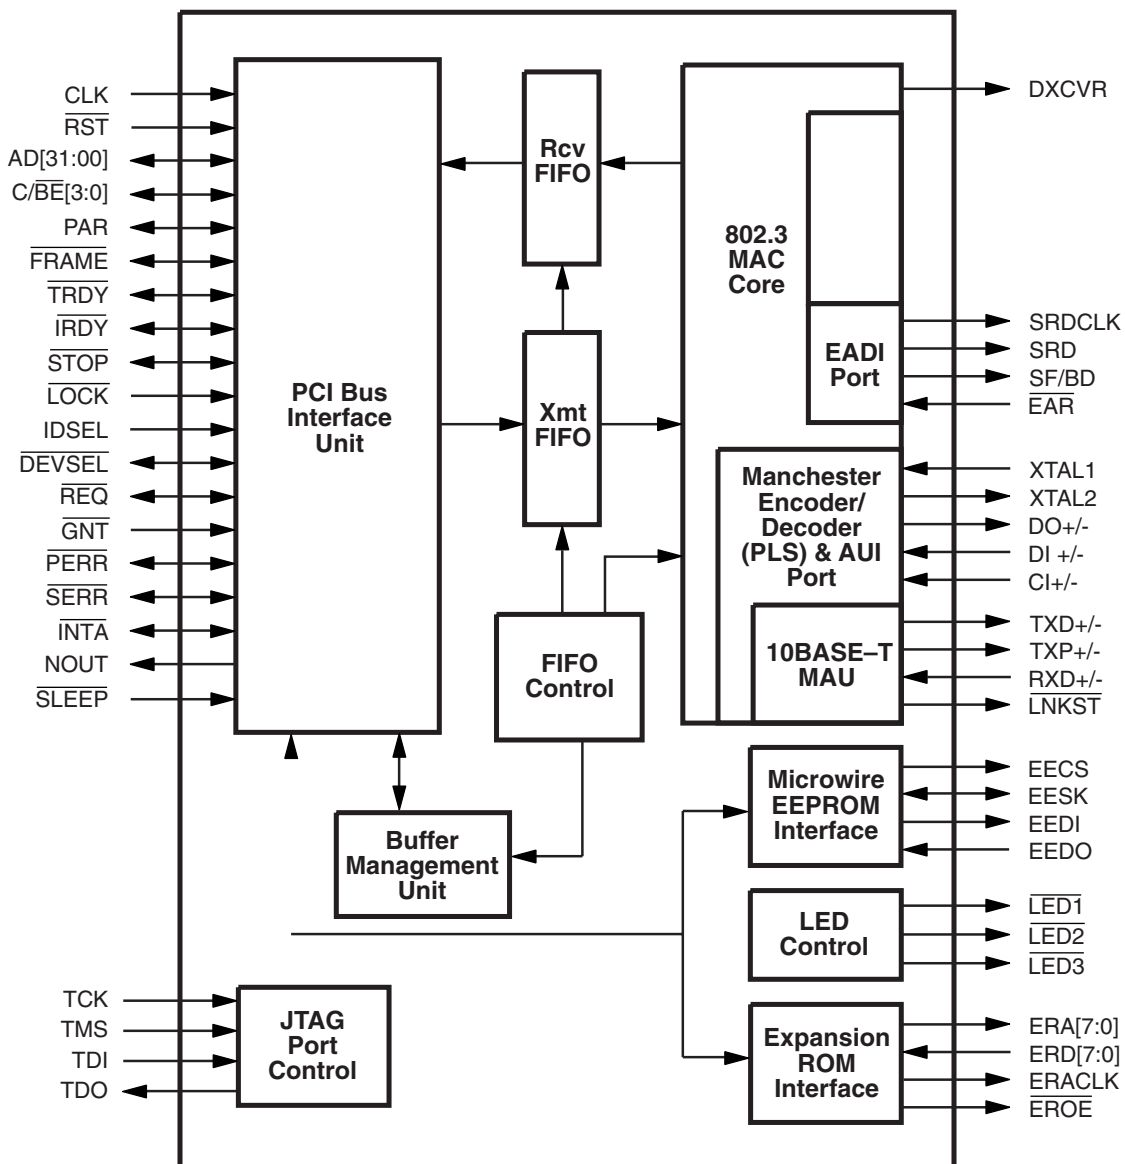 CLK
RST
AD[31:00]
C/BE[3:0]
PAR
FRAME
TRDY
IRDY
STOP
LOCK
IDSEL
DEVSEL
REQ
GNT
PERR
SERR
INTA
NOUT
SLEEP
PCI Bus
Interface
Unit
Rcv
FIFO
Xmt
FIFO
FIFO
Control
Buffer
Management
Unit
802.3
MAC
Core
EADI
Port
Manchester
Encoder/
Decoder
(PLS) & AUI
Port
10BASE–T
MAU
DXCVR
SRDCLK
SRD
SF/BD
EAR
XTAL1
XTAL2
DO+/-
DI +/-
CI+/-
TXD+/-
TXP+/-
RXD+/-
LNKST
Microwire
EEPROM
Interface
EECS
EESK
EEDI
EEDO
LED
Control
LED1
LED2
LED3
TCK
TMS
TDI
TDO
JTAG
Port
Control
Expansion
ROM
Interface
ERA[7:0]
ERD[7:0]
ERACLK
EROE